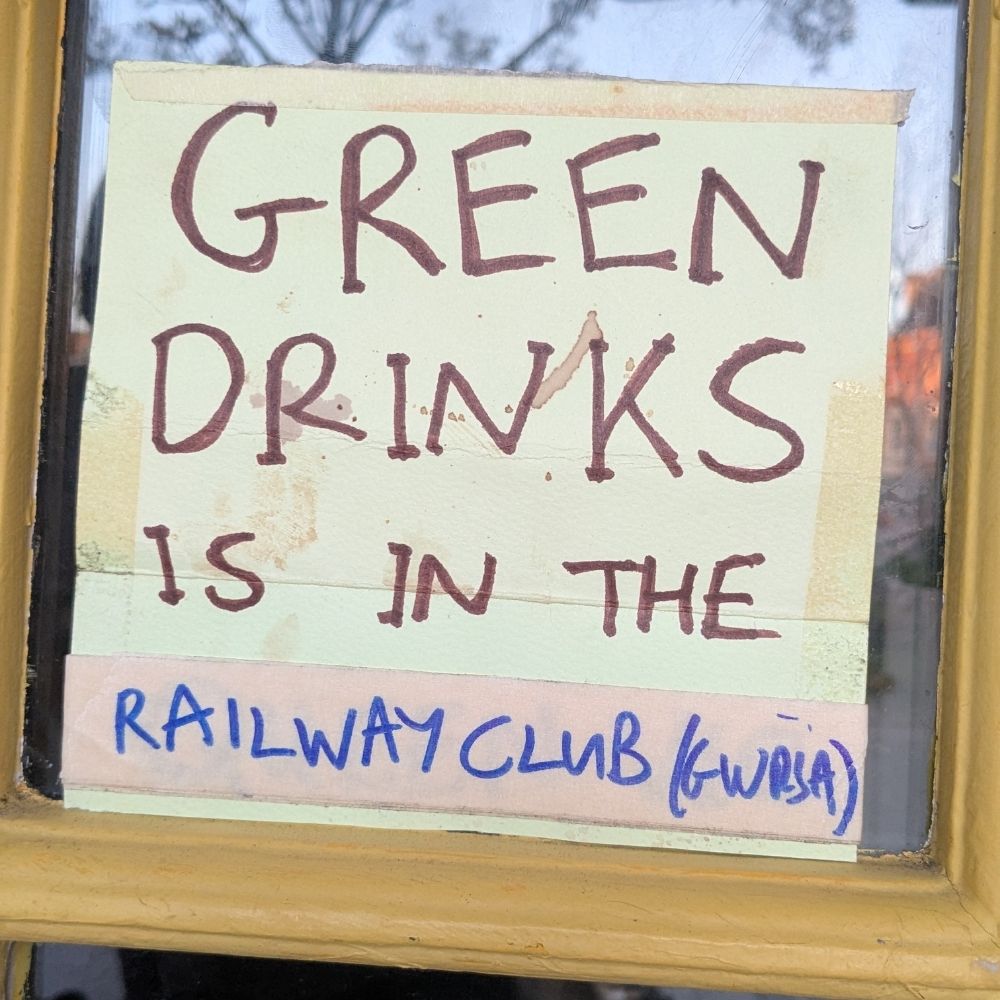 GREEN
DRINKS
IS IN THE
RAILWAY CLUB (GWRSA)